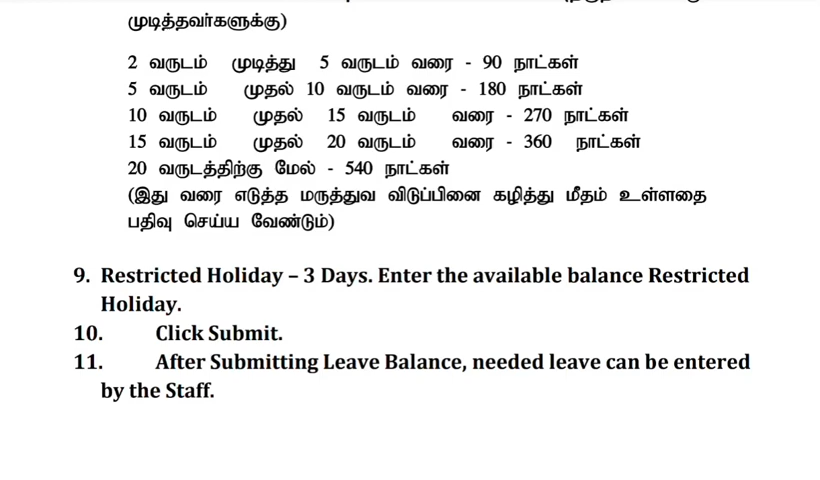 முடித்தவர்களுக்கு)
2 வருடம் முடித்து 5 வருடம் வரை - 90 நாட்கள்
5 வருடம் முதல் 10 வருடம் வரை - 180 நாட்கள்
10 வருடம் முதல் 15 வருடம் வரை - 270 நாட்கள்
15 வருடம் முதல் 20 வருடம் வரை - 360 நாட்கள்
20 வருடத்திற்கு மேல் - 540 நாட்கள்
(இது வரை எடுத்த மருத்துவ விடுப்பினை கழித்து மீதம் உள்ளதை
பதிவு செய்ய வேண்டும்)
9. Restricted Holiday – 3 Days. Enter the available balance Restricted
Holiday.
10. Click Submit.
11. After Submitting Leave Balance, needed leave can be entered
by the Staff.